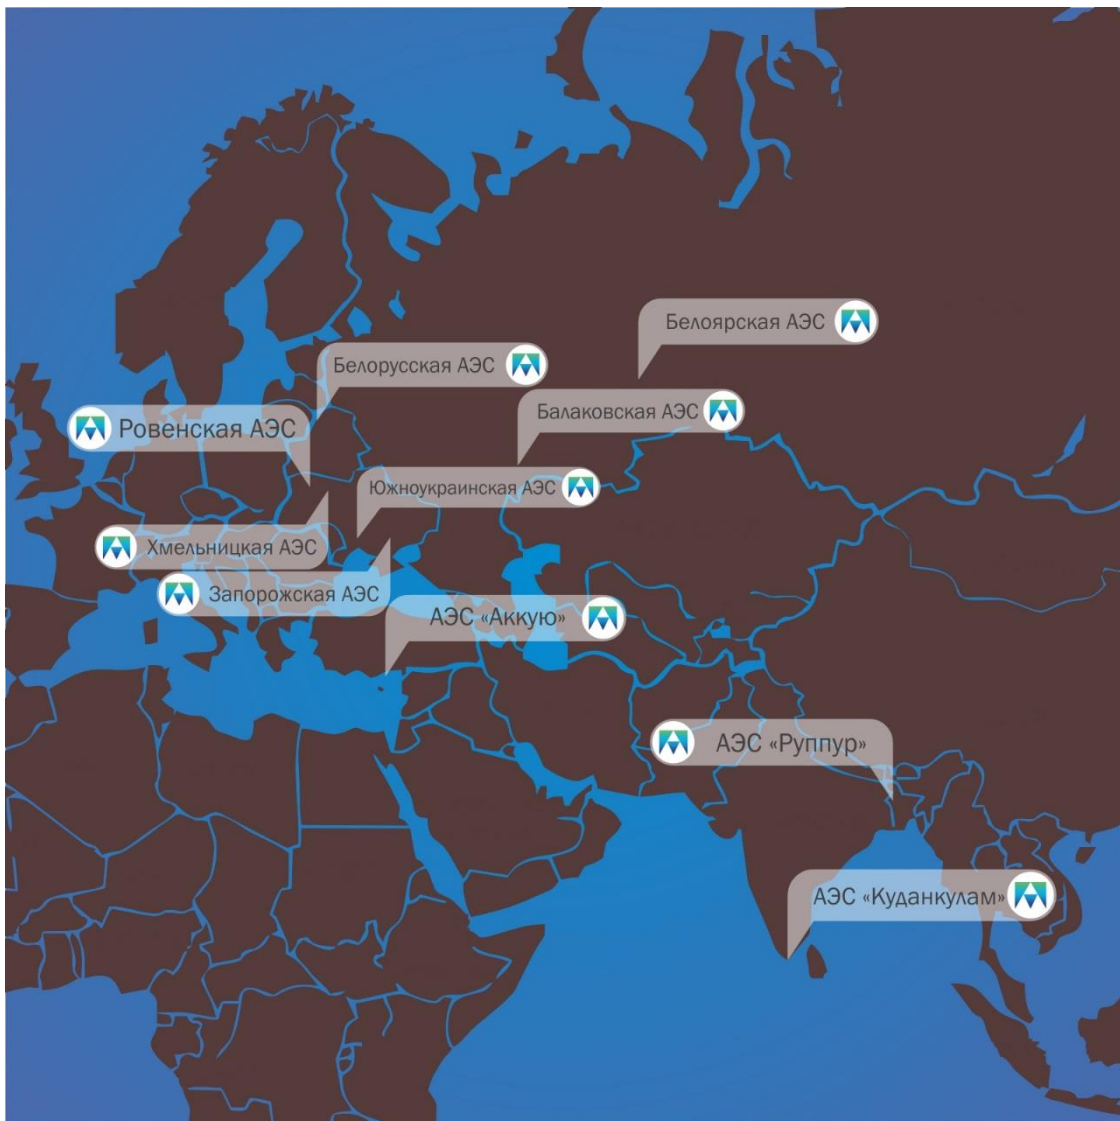 Белоярская АЭС
Белорусская АЭС
Балаковская АЭС
Ровенская АЭС
Южноукраинская АЭС
Хмельницкая АЭС
Запорожская АЭС
АЭС «Аккую»
АЭС «Руппур»
АЭС «Куданкулам»